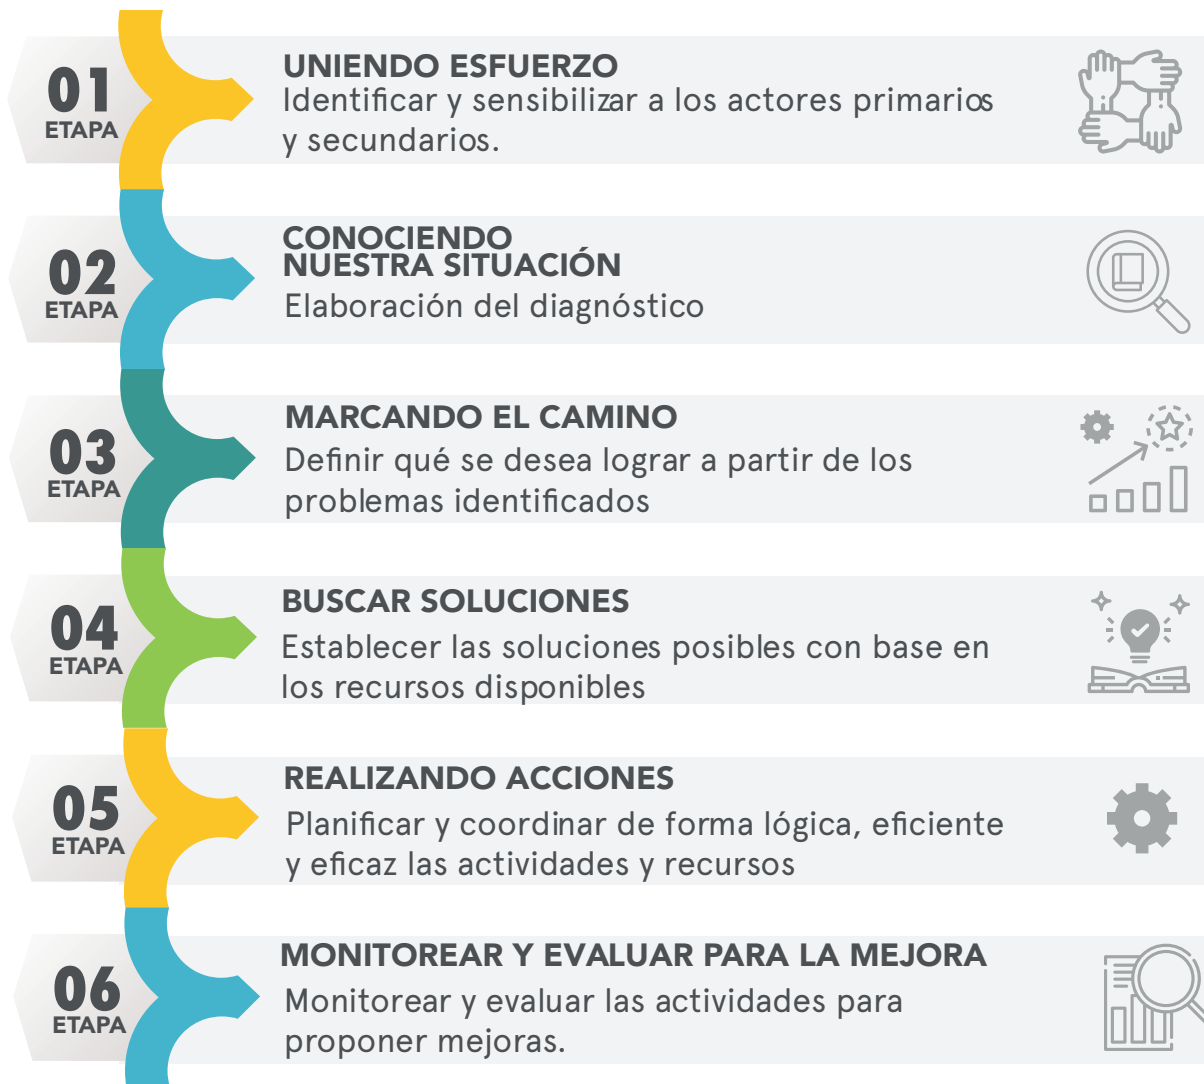 01
ETAPA
UNIENDO ESFUERZO
Identificar y sensibilizar a los actores primarios
y secundarios.
02
ETAPA
CONOCIENDO
NUESTRA SITUACIÓN
Elaboración del diagnóstico
03
ETAPA
MARCANDO EL CAMINO
Definir qué se desea lograr a partir de los
problemas identificados
04
ETAPA
BUSCAR SOLUCIONES
Establecer las soluciones posibles con base en
los recursos disponibles
05
ETAPA
REALIZANDO ACCIONES
Planificar y coordinar de forma lógica, eficiente
y eficaz las actividades y recursos
06
ETAPA
MONITOREAR Y EVALUAR PARA LA MEJORA
Monitorear y evaluar las actividades para
proponer mejoras.